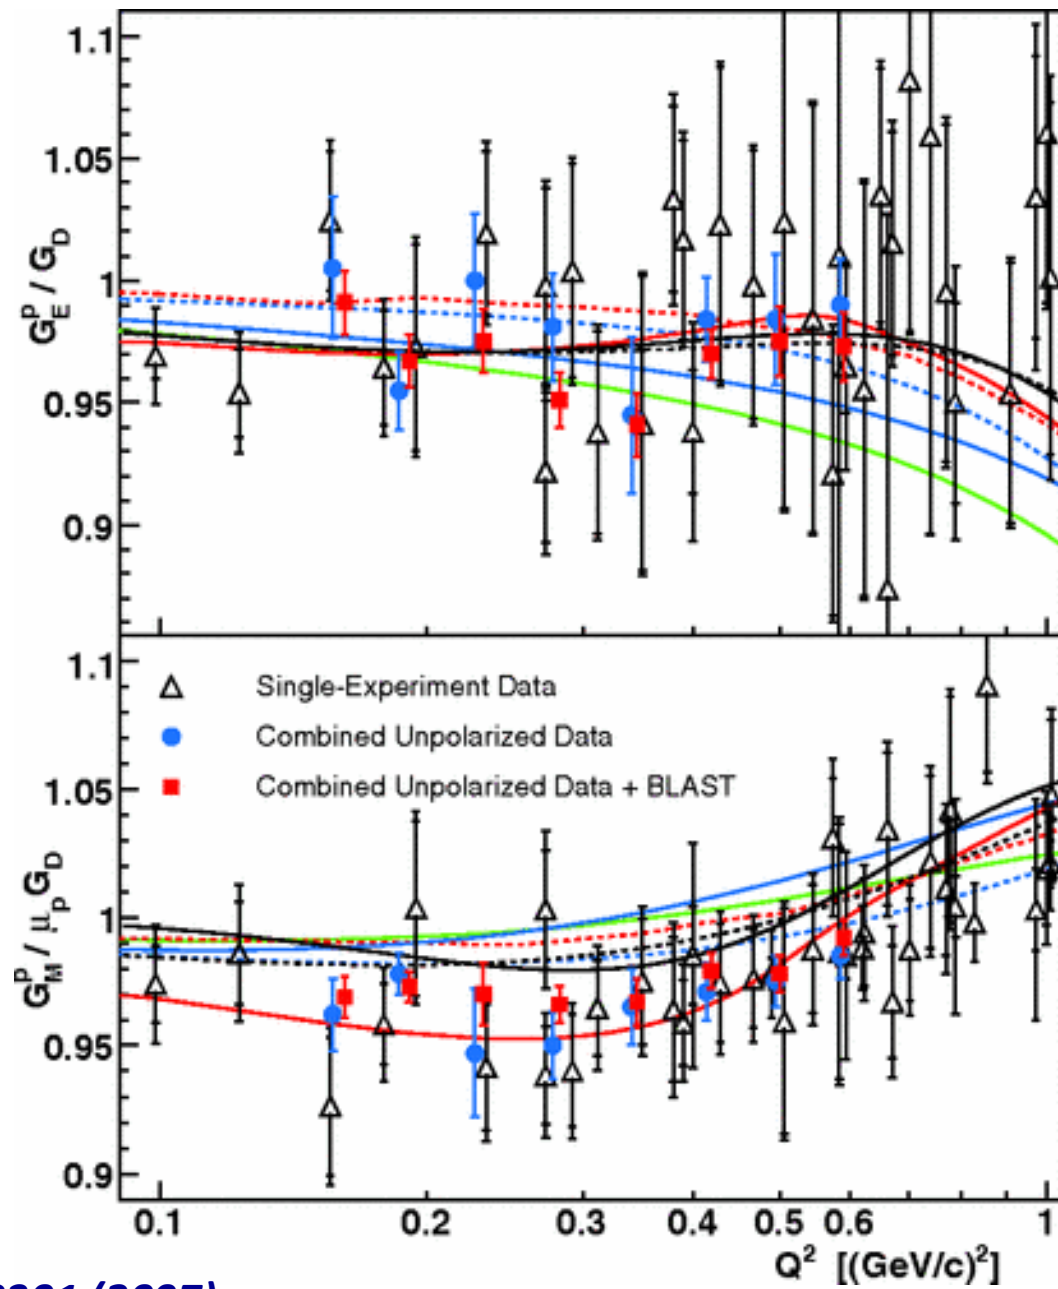 1.1
1.05
1
0.95
0.9
G_E^P / G_D
1.1
1.05
1
0.95
0.9
G_M^P / μ_p G_D
Single-Experiment Data
Combined Unpolarized Data
Combined Unpolarized Data + BLAST
0.1 0.2 0.3 0.4 0.5 0.6 1
Q² [(GeV/c)²]